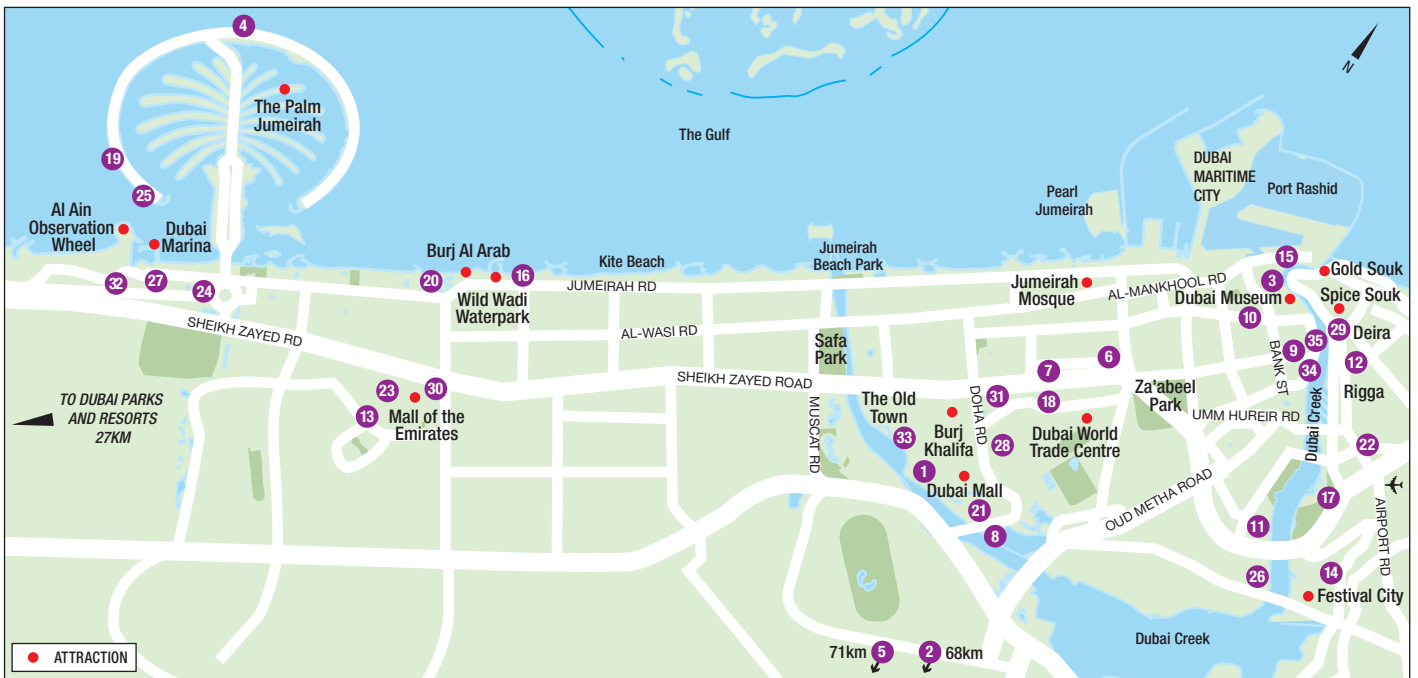 4
The Palm
Jumeirah
The Gulf
N
19
25
Al Ain
Observation
Wheel
Dubai
Marina
32
27
24
Burj Al Arab
20
16
Wild Wadi
Waterpark
Kite Beach
JUMEIRAH RD
Jumeirah
Beach Park
Pearl
Jumeirah
DUBAI
MARITIME
CITY
Port Rashid
15
Gold Souk
3
Jumeirah
Mosque
AL-MANKHOOL RD
Dubai Museum
Spice Souk
10
29
Deira
SHEIKH ZAYED RD
AL-WASI RD
Safa
Park
BANK ST
9
35
34
12
Rigga
6
7
SHEIKH ZAYED ROAD
TO DUBAI PARKS
AND RESORTS
27KM
23
30
13
Mall of the
Emirates
MUSCAT RD
The Old
Town
33
DOHA RD
31
18
Burj
Khalifa
28
Dubai World
Trade Centre
Za'abeel
Park
UMM HUREIR RD
Dubai Creek
22
1
Dubai Mall
21
8
OUD METHA ROAD
17
11
AIRPORT RD
26
14
Festival City
Dubai Creek
71km
5
2
68km
ATTRACTION